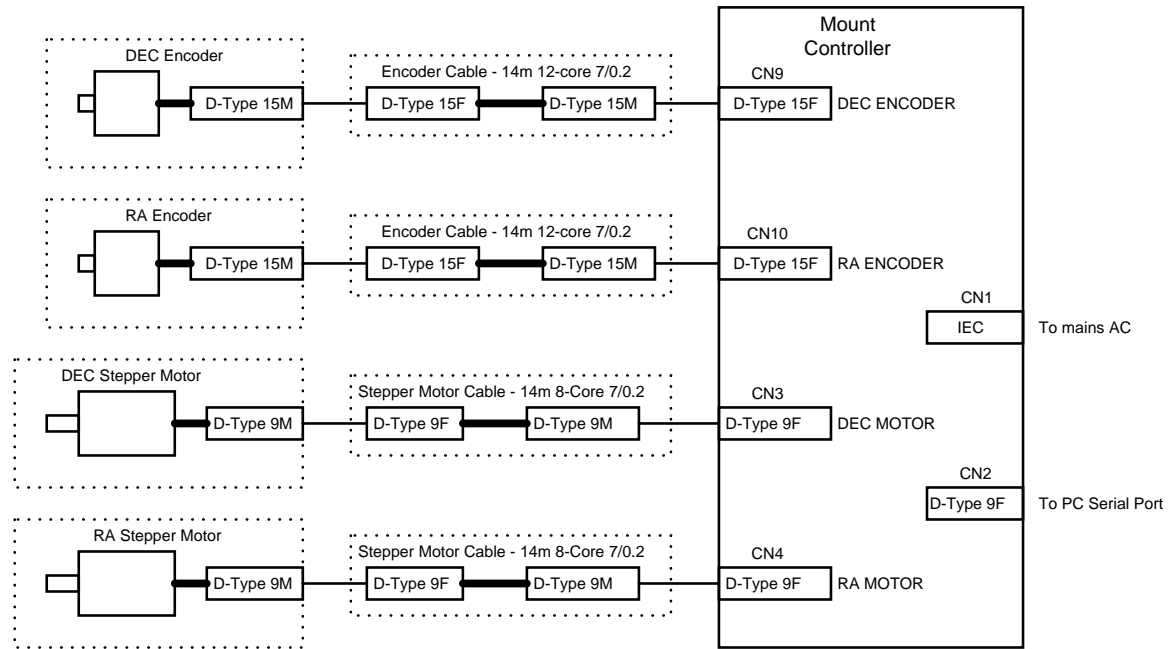 Mount
Controller
DEC Encoder
D-Type 15M
Encoder Cable - 14m 12-core 7/0.2
D-Type 15F
D-Type 15M
CN9
D-Type 15F
DEC ENCODER
RA Encoder
D-Type 15M
Encoder Cable - 14m 12-core 7/0.2
D-Type 15F
D-Type 15M
CN10
D-Type 15F
RA ENCODER
CN1
IEC
To mains AC
DEC Stepper Motor
D-Type 9M
Stepper Motor Cable - 14m 8-Core 7/0.2
D-Type 9F
D-Type 9M
CN3
D-Type 9F
DEC MOTOR
CN2
D-Type 9F
To PC Serial Port
RA Stepper Motor
D-Type 9M
Stepper Motor Cable - 14m 8-Core 7/0.2
D-Type 9F
D-Type 9M
CN4
D-Type 9F
RA MOTOR